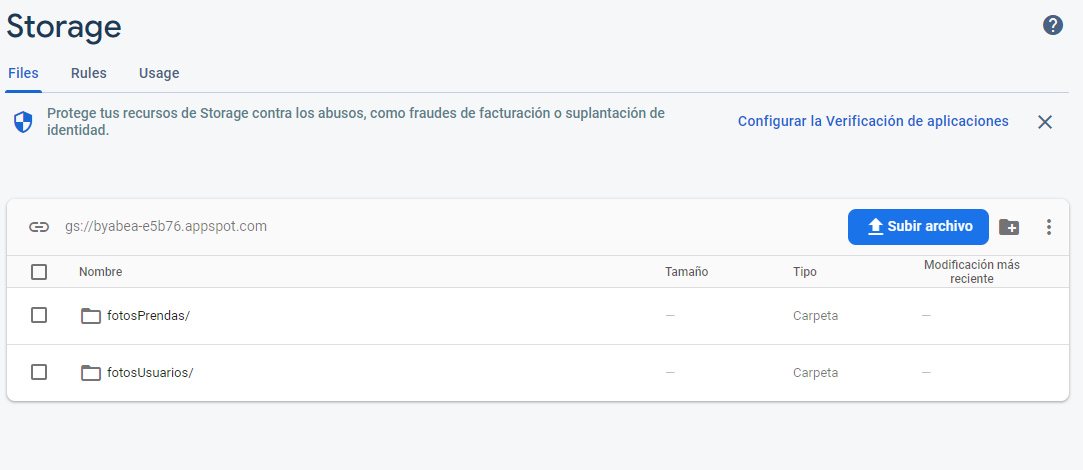 Storage
Files Rules Usage
Protege tus recursos de Storage contra los abusos, como fraudes de facturación o suplantación de
identidad.
Configurar la Verificación de aplicaciones
gs://byabea-e5b76.appspot.com
Subir archivo
Nombre Tamaño Tipo Modificación más
reciente
fotosPrendas/ — Carpeta —
fotosUsuarios/ — Carpeta —